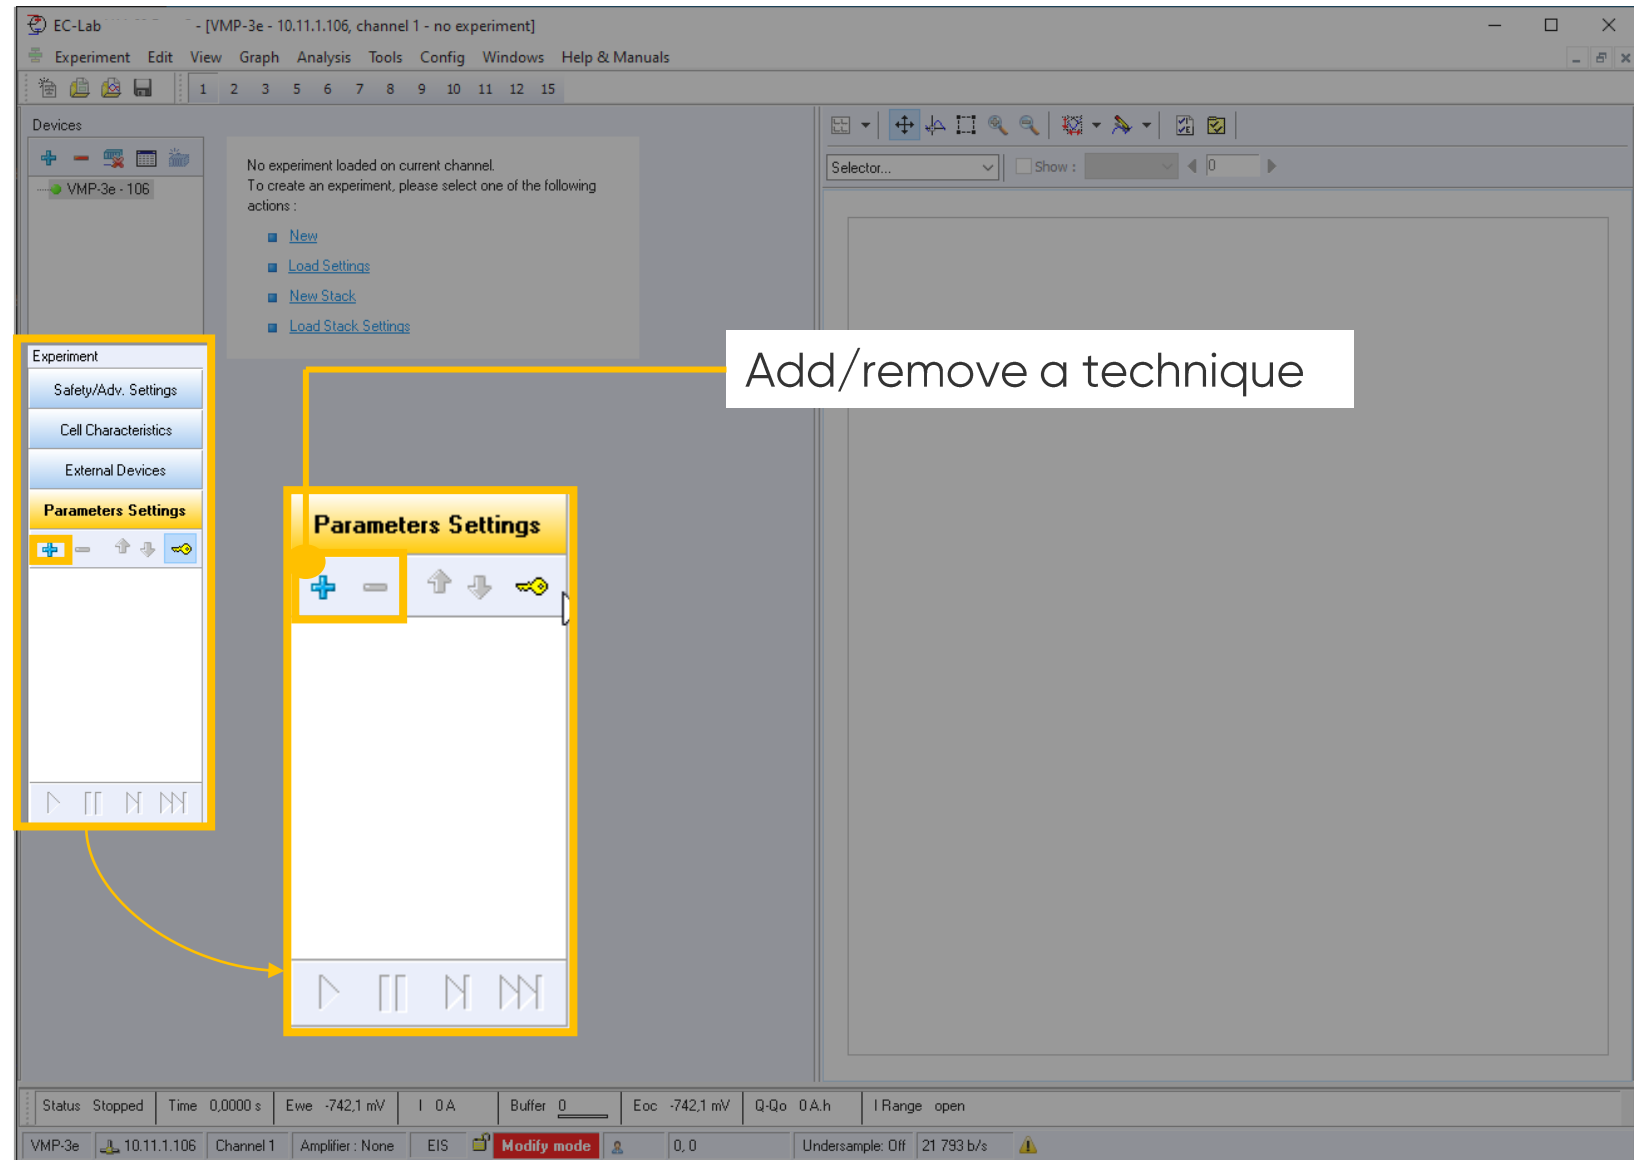 EC-Lab - [VMP-3e - 10.11.1.106, channel 1 - no experiment]
Experiment Edit View Graph Analysis Tools Config Windows Help & Manuals
1 2 3 5 6 7 8 9 10 11 12 15
Devices
VMP-3e - 106
No experiment loaded on current channel.
To create an experiment, please select one of the following
actions :
New
Load Settings
New Stack
Load Stack Settings
Selector... Show : 0
Experiment
Safety/Adv. Settings
Cell Characteristics
External Devices
Parameters Settings
Add/remove a technique
Parameters Settings
Status Stopped Time 0,0000 s Ewe -742,1 mV I 0 A Buffer 0 Eoc -742,1 mV Q-Qo 0 A.h I Range open
VMP-3e 10.11.1.106 Channel 1 Amplifier : None EIS Modify mode 0, 0 Undersample: Off 21 793 b/s